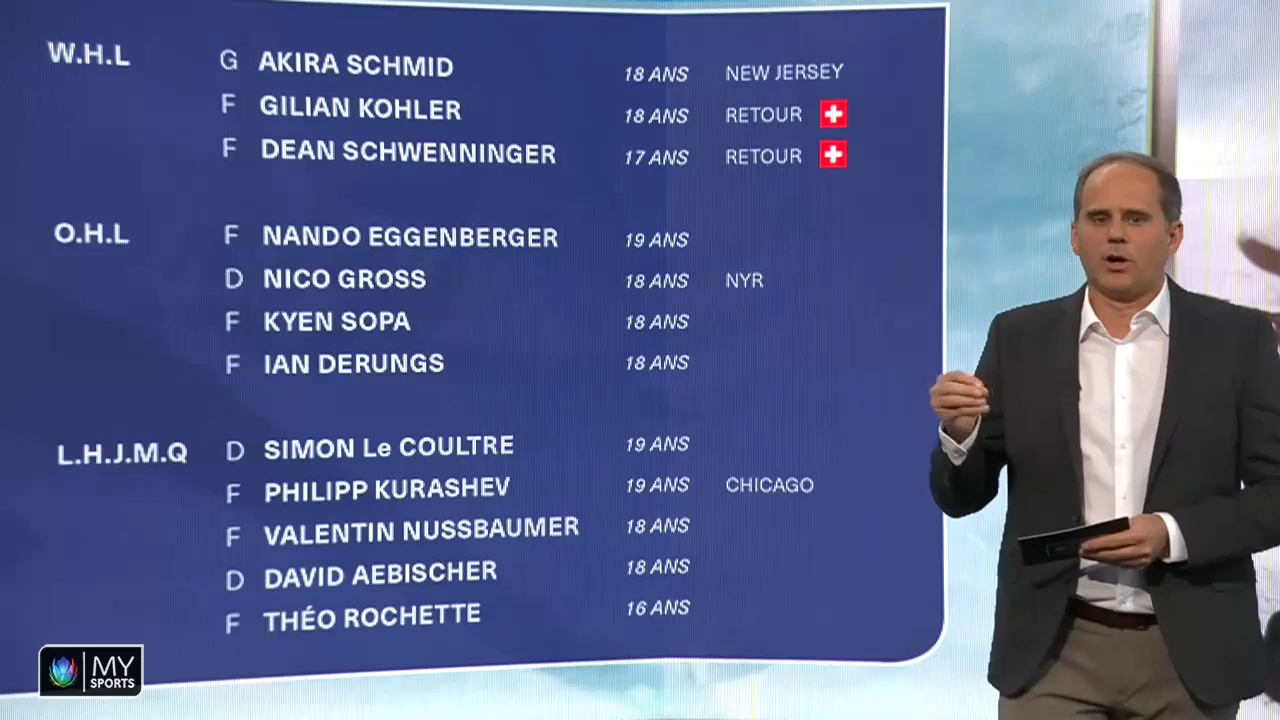 W.H.L G AKIRA SCHMID 18 ANS NEW JERSEY
F GILIAN KOHLER 18 ANS RETOUR
F DEAN SCHWENNINGER 17 ANS RETOUR
O.H.L F NANDO EGGENBERGER 19 ANS
D NICO GROSS 18 ANS NYR
F KYEN SOPA 18 ANS
F IAN DERUNGS 18 ANS
L.H.J.M.Q D SIMON Le COULTRE 19 ANS
F PHILIPP KURASHEV 19 ANS CHICAGO
F VALENTIN NUSSBAUMER 18 ANS
D DAVID AEBISCHER 18 ANS
F THÉO ROCHETTE 16 ANS
MY
SPORTS